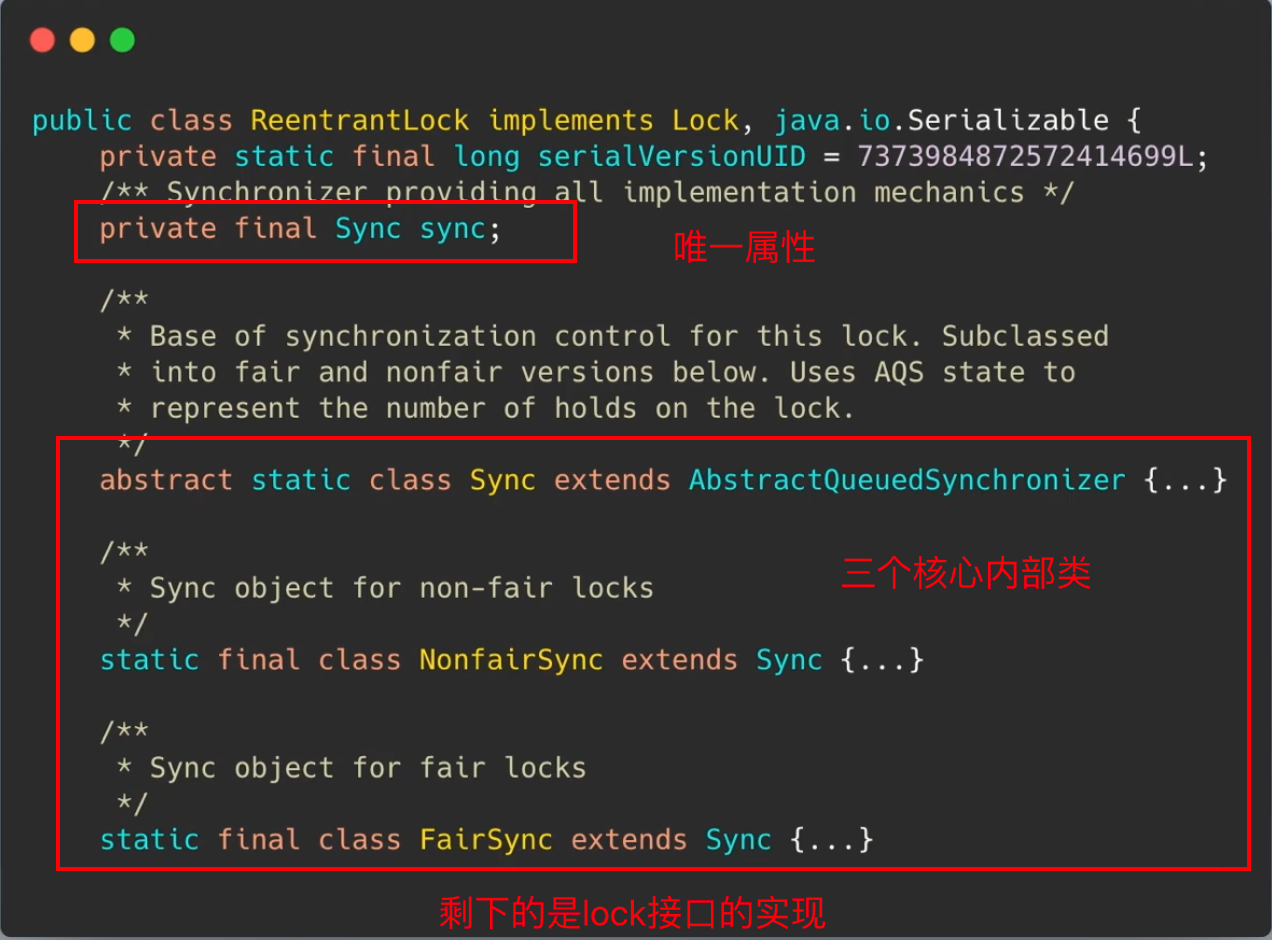 public class ReentrantLock implements Lock, java.io.Serializable {
private static final long serialVersionUID = 7373984872572414699L;
/** Synchronizer providing all implementation mechanics */
private final Sync sync;
唯一属性
/**
* Base of synchronization control for this lock. Subclassed
* into fair and nonfair versions below. Uses AQS state to
* represent the number of holds on the lock.
*/
abstract static class Sync extends AbstractQueuedSynchronizer {...}
/**
三个核心内部类
* Sync object for non-fair locks
*/
static final class NonfairSync extends Sync {...}
/**
* Sync object for fair locks
*/
static final class FairSync extends Sync {...}
剩下的是lock接口的实现